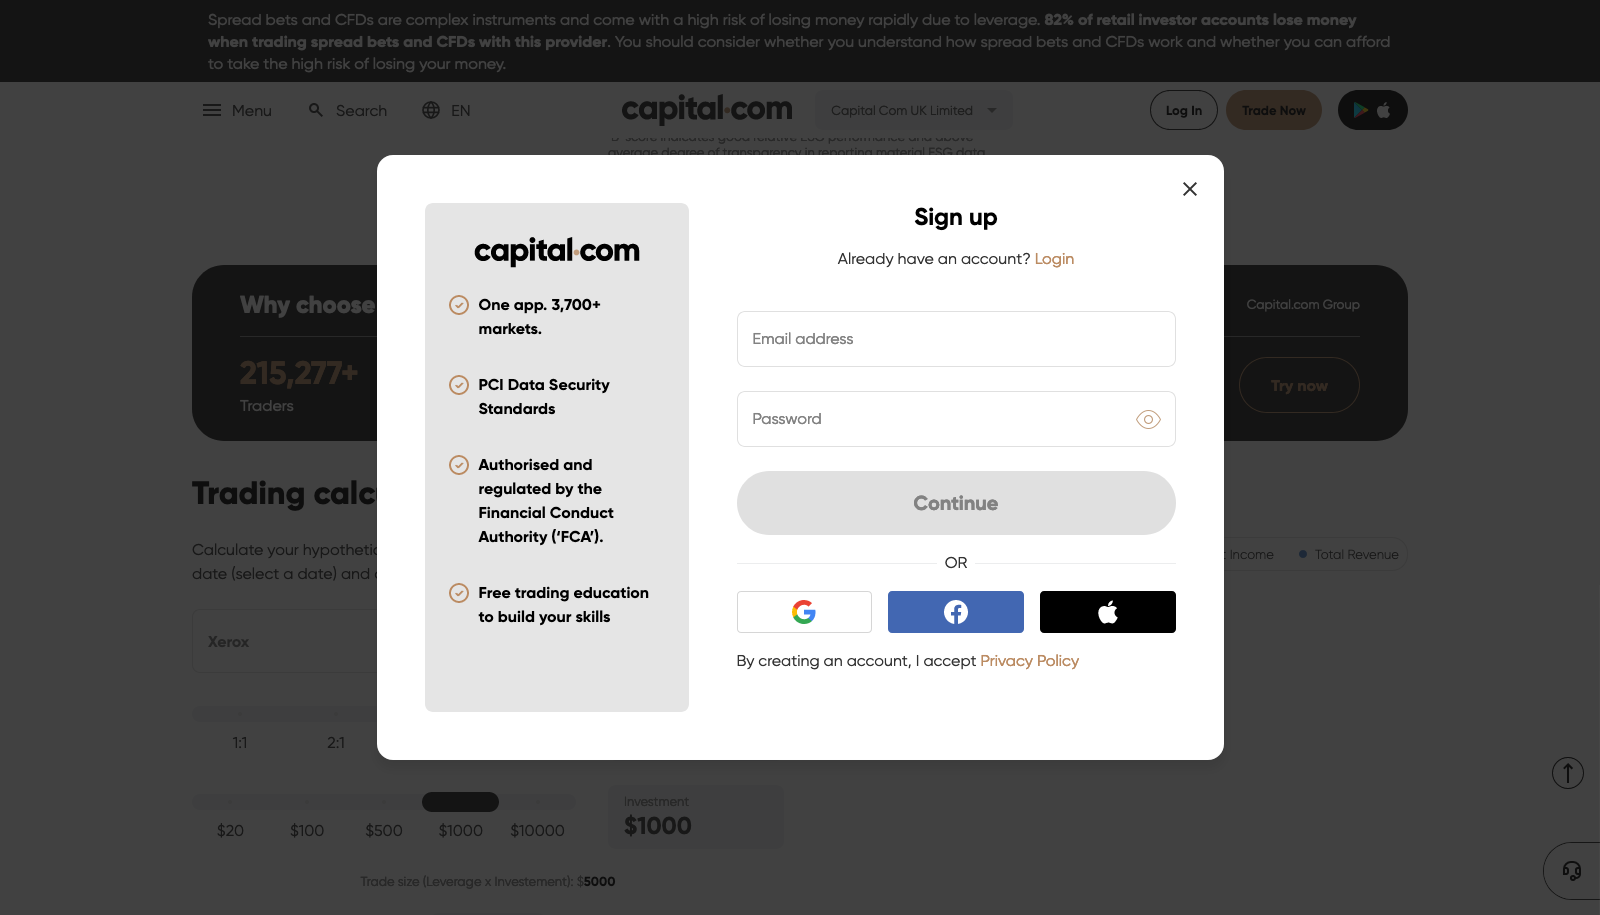 Spread bets and CFDs are complex instruments and come with a high risk of losing money rapidly due to leverage. 82% of retail investor accounts lose money
when trading spread bets and CFDs with this provider. You should consider whether you understand how spread bets and CFDs work and whether you can afford
to take the high risk of losing your money.
Menu
Search
EN
capital.com
Capital Com UK Limited
Log In
Trade Now
average degree of transparency in reporting material ESG data
Sign up
Already have an account? Login
capital.com
One app. 3,700+
markets.
PCI Data Security
Standards
Authorised and
regulated by the
Financial Conduct
Authority (‘FCA’).
Free trading education
to build your skills
Email address
Password
Continue
OR
By creating an account, I accept Privacy Policy
Why choose
Capital.com Group
215,277+
Traders
Try now
Trading calc
Calculate your hypothetic
date (select a date) and
Income
Total Revenue
Xerox
1:1
2:1
$20
$100
$500
$1000
$10000
Investment
$1000
Trade size (Leverage x Investement): $5000